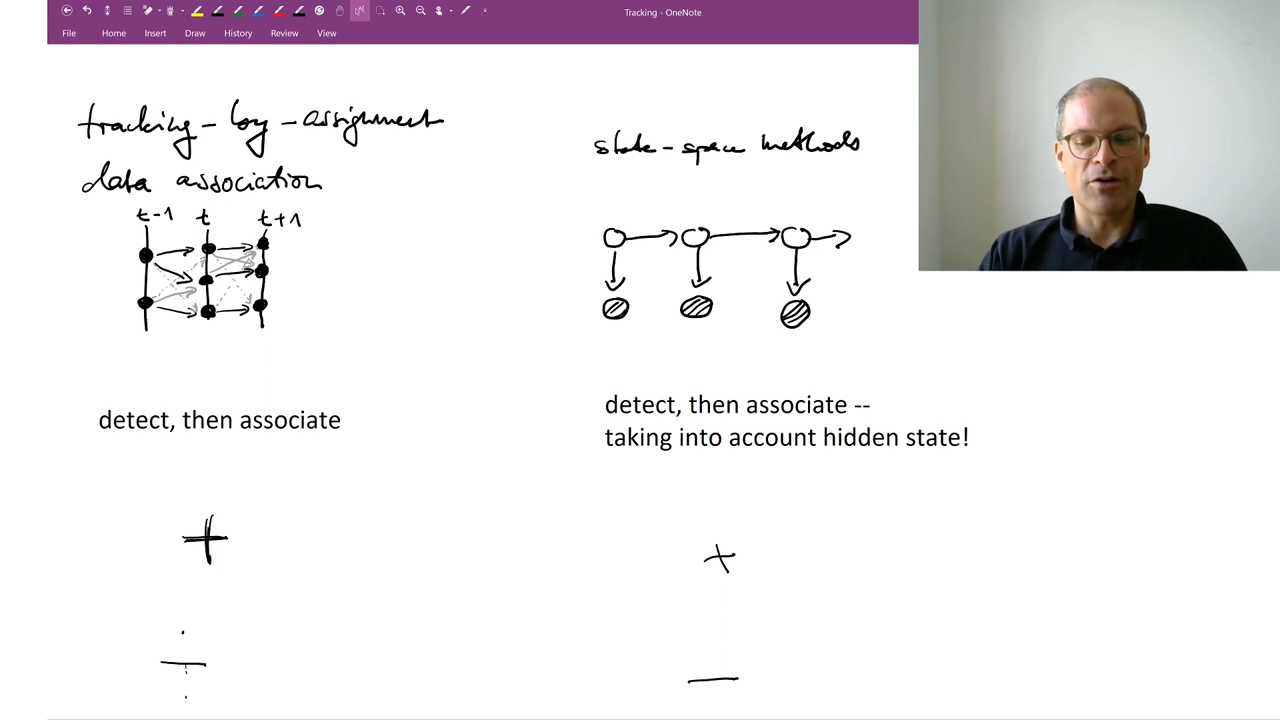 Tracking - OneNote
File Home Insert Draw History Review View
tracking-by-assignment
data association
t-1 t t+1
detect, then associate
+
state-space methods
detect, then associate --
taking into account hidden state!
+
—